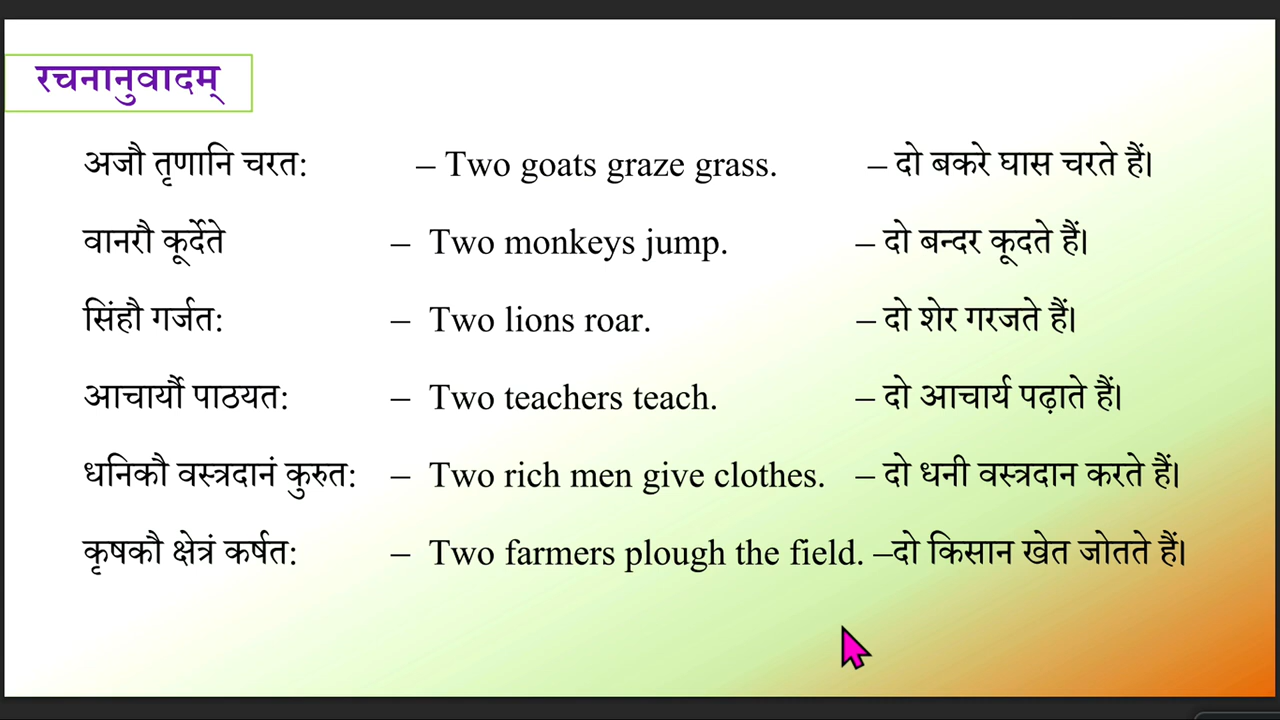 रचनानुवादम्
अजौ तृणानि चरत: – Two goats graze grass. – दो बकरे घास चरते हैं।
वानरौ कूर्देते – Two monkeys jump. – दो बन्दर कूदते हैं।
सिंहौ गर्जत: – Two lions roar. – दो शेर गरजते हैं।
आचार्यौ पाठयत: – Two teachers teach. – दो आचार्य पढ़ाते हैं।
धनिकौ वस्त्रदानं कुरुत: – Two rich men give clothes. – दो धनी वस्त्रदान करते हैं।
कृषकौ क्षेत्रं कर्षत: – Two farmers plough the field. –दो किसान खेत जोतते हैं।